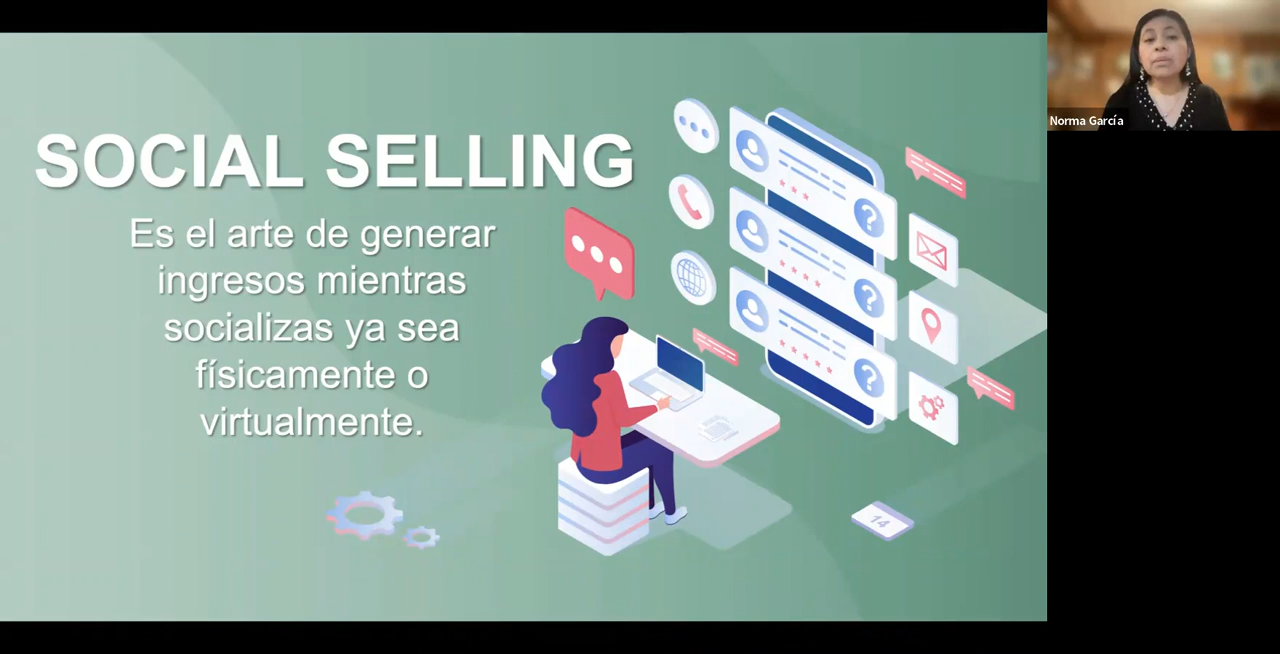 SOCIAL SELLING
Es el arte de generar
ingresos mientras
socializas ya sea
físicamente o
virtualmente.
14
Norma García